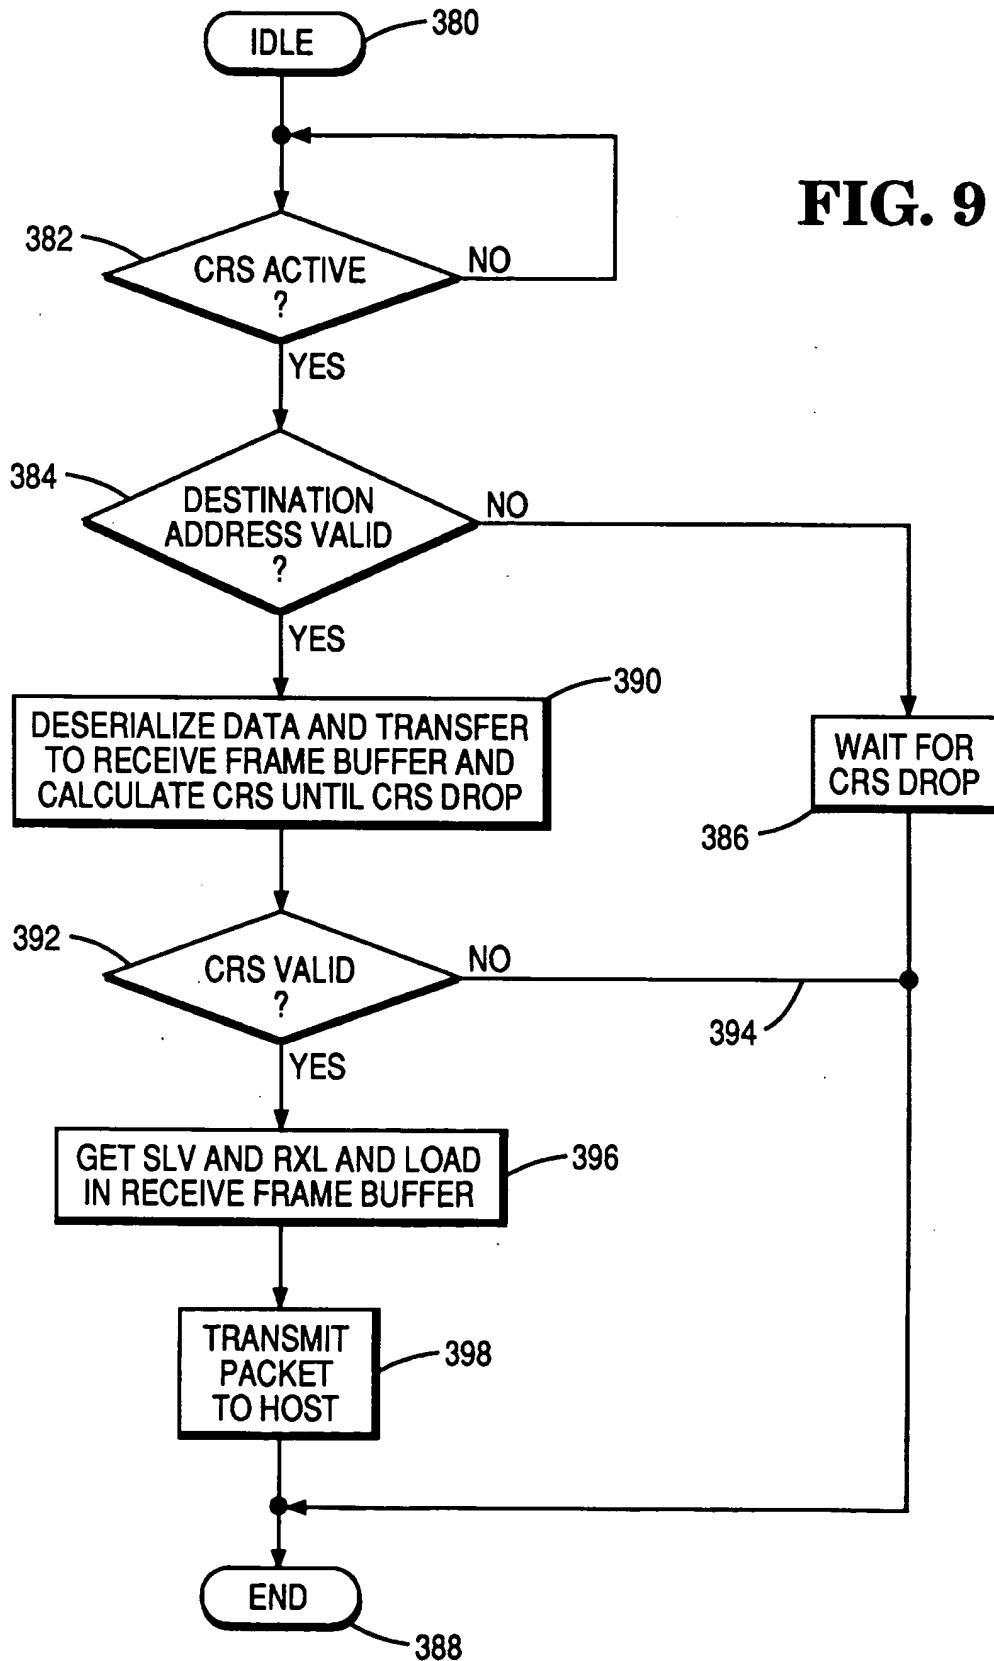 IDLE
380
FIG. 9
382
CRS ACTIVE
?
NO
YES
384
DESTINATION
ADDRESS VALID
?
NO
YES
390
DESERIALIZE DATA AND TRANSFER
TO RECEIVE FRAME BUFFER AND
CALCULATE CRS UNTIL CRS DROP
WAIT FOR
CRS DROP
386
392
CRS VALID
?
NO
394
YES
GET SLV AND RXL AND LOAD
IN RECEIVE FRAME BUFFER
396
TRANSMIT
PACKET
TO HOST
398
END
388